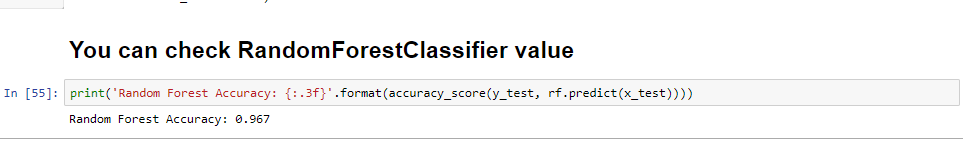 You can check RandomForestClassifier value
In [55]: print('Random Forest Accuracy: {:.3f}'.format(accuracy_score(y_test, rf.predict(x_test))))
Random Forest Accuracy: 0.967